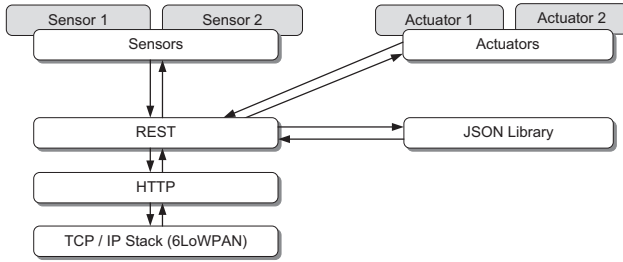 Sensor 1
Sensor 2
Actuator 1
Actuator 2
Sensors
Actuators
REST
JSON Library
HTTP
TCP / IP Stack (6LoWPAN)